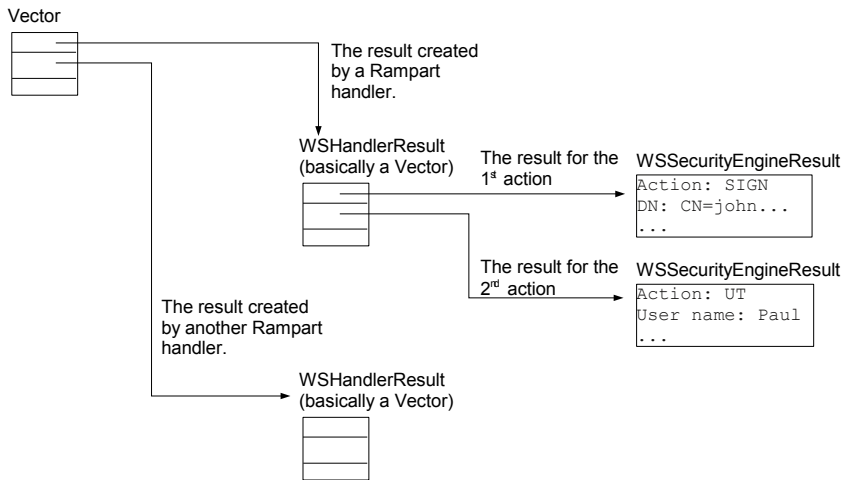 Vector
The result created
by a Rampart
handler.
WSHandlerResult
(basically a Vector)
The result for the
1st action
WSSecurityEngineResult
Action: SIGN
DN: CN=john...
...
The result for the
2nd action
WSSecurityEngineResult
Action: UT
User name: Paul
...
The result created
by another Rampart
handler.
WSHandlerResult
(basically a Vector)